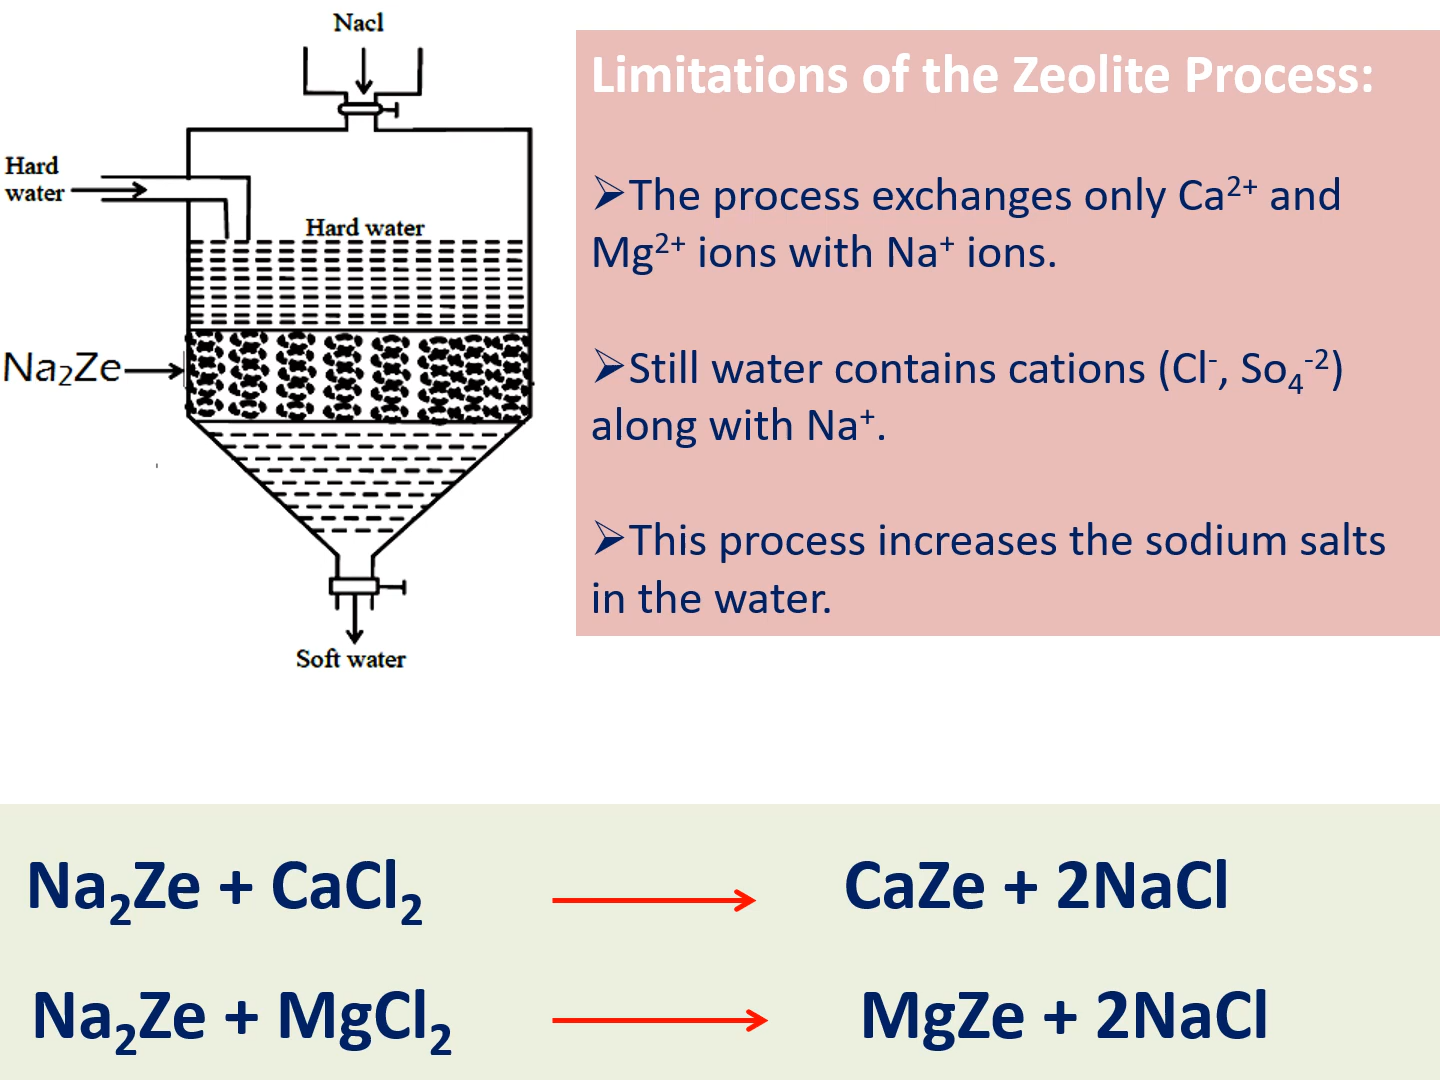 Nacl
Hard
water
Hard water
Na₂Ze
Soft water
Limitations of the Zeolite Process:
➢The process exchanges only Ca²⁺ and
Mg²⁺ ions with Na⁺ ions.
➢Still water contains cations (Cl⁻, So₄⁻²)
along with Na⁺.
➢This process increases the sodium salts
in the water.
Na₂Ze + CaCl₂ → CaZe + 2NaCl
Na₂Ze + MgCl₂ → MgZe + 2NaCl